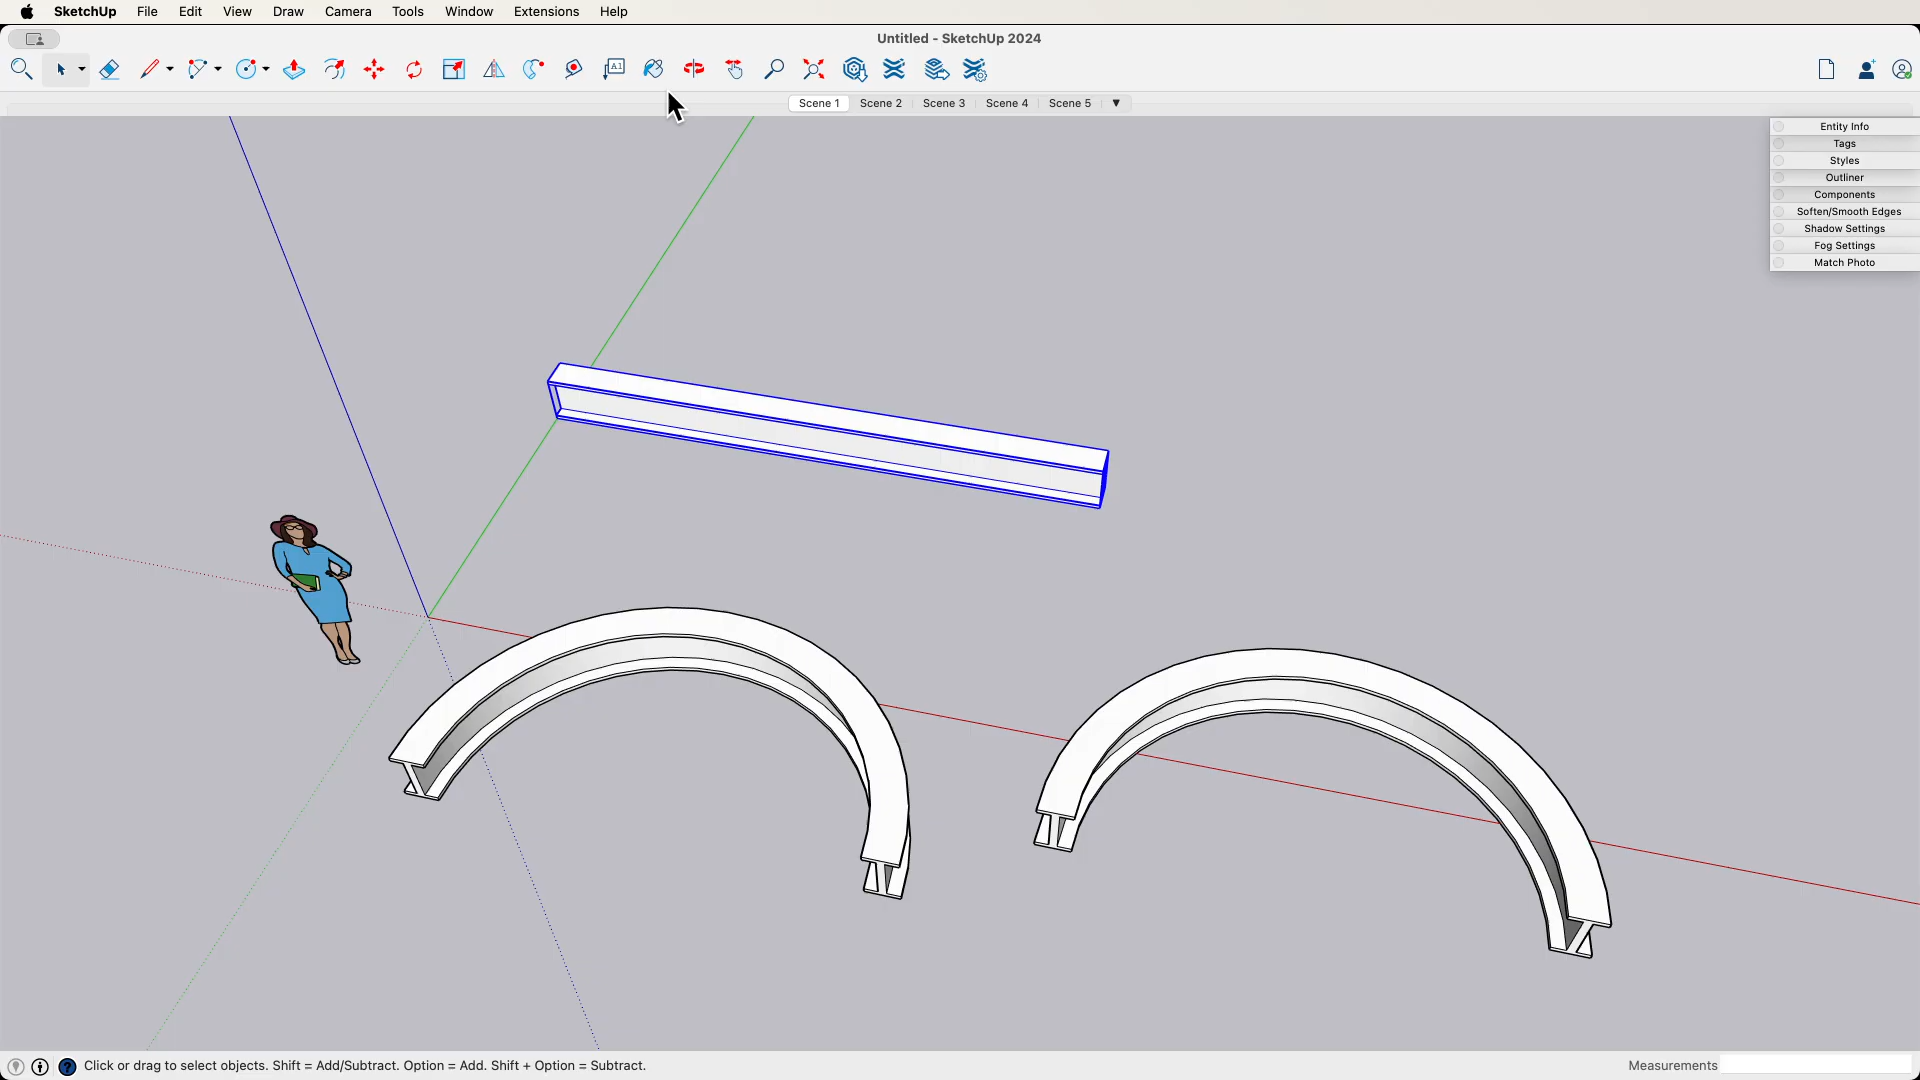 SketchUp File Edit View Draw Camera Tools Window Extensions Help
Untitled - SketchUp 2024
A1
Scene 1 Scene 2 Scene 3 Scene 4 Scene 5
Entity Info
Tags
Styles
Outliner
Components
Soften/Smooth Edges
Shadow Settings
Fog Settings
Match Photo
Click or drag to select objects. Shift = Add/Subtract. Option = Add. Shift + Option = Subtract.
Measurements